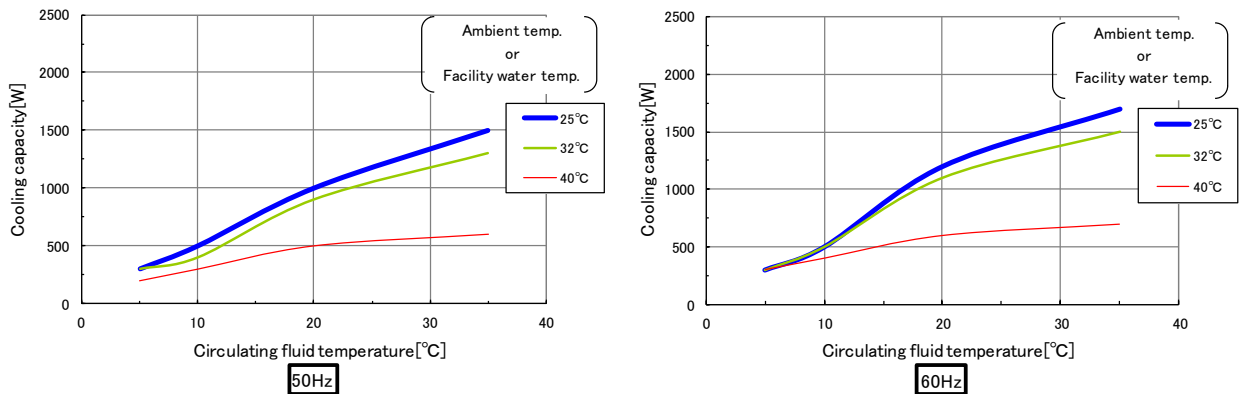 2500
2000
1500
1000
500
0
0
10
20
30
40
Cooling capacity[W]
Circulating fluid temperature[℃]
Ambient temp.
or
Facility water temp.
25℃
32℃
40℃
50Hz
2500
2000
1500
1000
500
0
0
10
20
30
40
Cooling capacity[W]
Circulating fluid temperature[℃]
Ambient temp.
or
Facility water temp.
25℃
32℃
40℃
60Hz